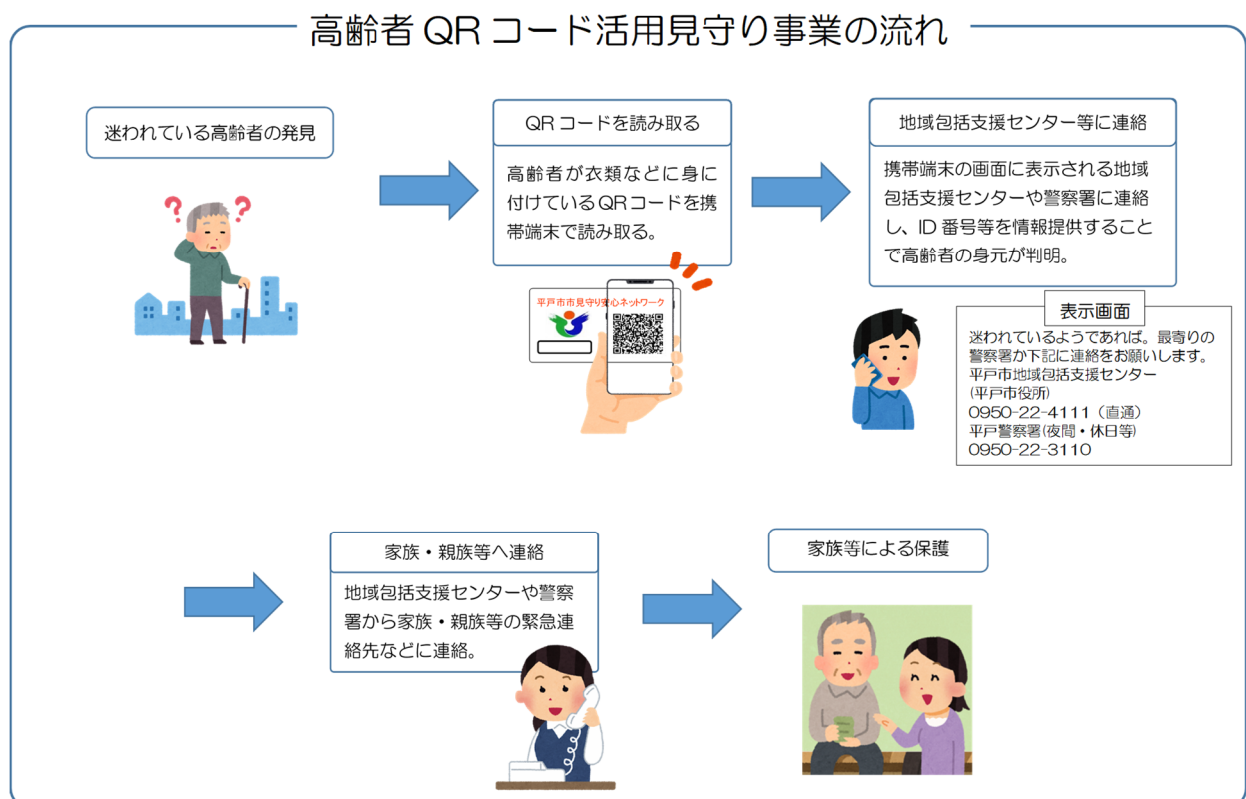 高齢者 QR コード活用見守り事業の流れ
迷われている高齢者の発見
QR コードを読み取る
高齢者が衣類などに身に
付けている QR コードを携
帯端末で読み取る。
平戸市市見守り安心ネットワーク
地域包括支援センター等に連絡
携帯端末の画面に表示される地域
包括支援センターや警察署に連絡
し、ID 番号等を情報提供すること
で高齢者の身元が判明。
表示画面
迷われているようであれば。最寄りの
警察署か下記に連絡をお願いします。
平戸市地域包括支援センター
(平戸市役所)
0950-22-4111（直通）
平戸警察署(夜間・休日等)
0950-22-3110
家族・親族等へ連絡
地域包括支援センターや警察
署から家族・親族等の緊急連
絡先などに連絡。
家族等による保護